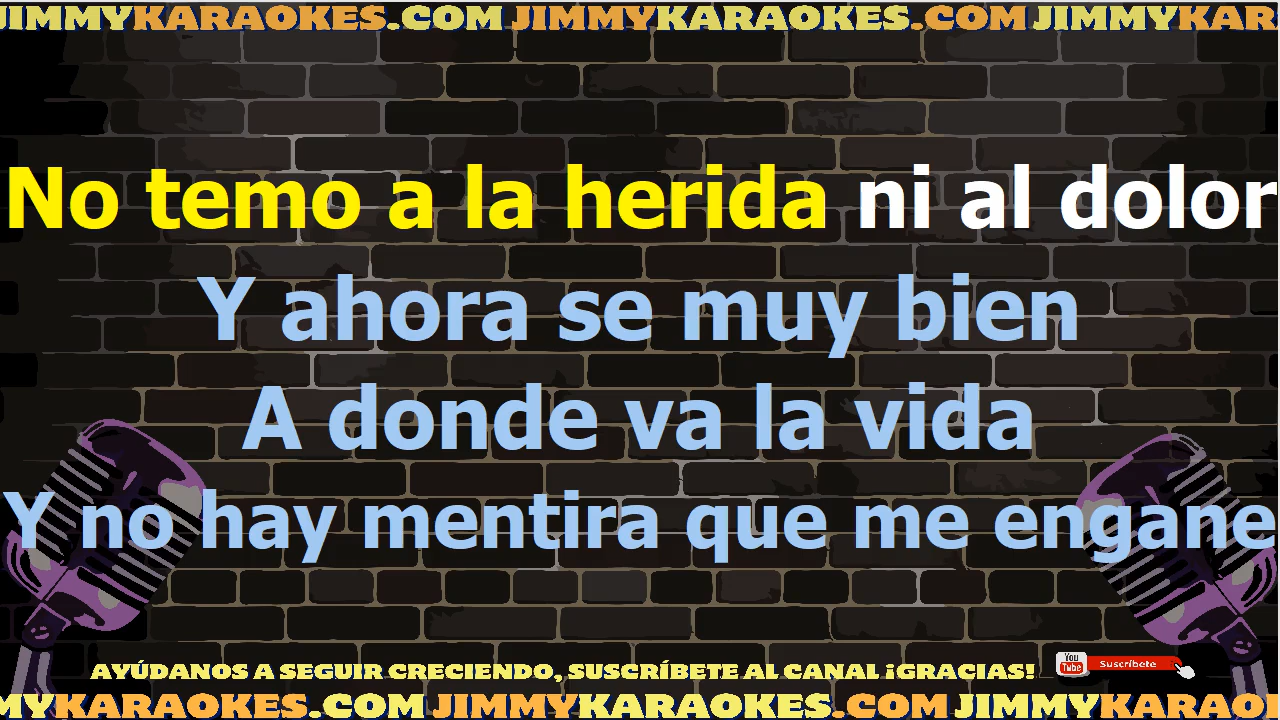 JIMMYKARAOKES.COM JIMMYKARAOKES.COM JIMMYKAR
No temo a la herida ni al dolor
Y ahora se muy bien
A donde va la vida
Y no hay mentira que me engane
AYÚDANOS A SEGUIR CRECIENDO, SUSCRÍBETE AL CANAL ¡GRACIAS!
You Tube Suscríbete
MYKARAOKES.COM JIMMYKARAOKES.COM JIMMYKARAO